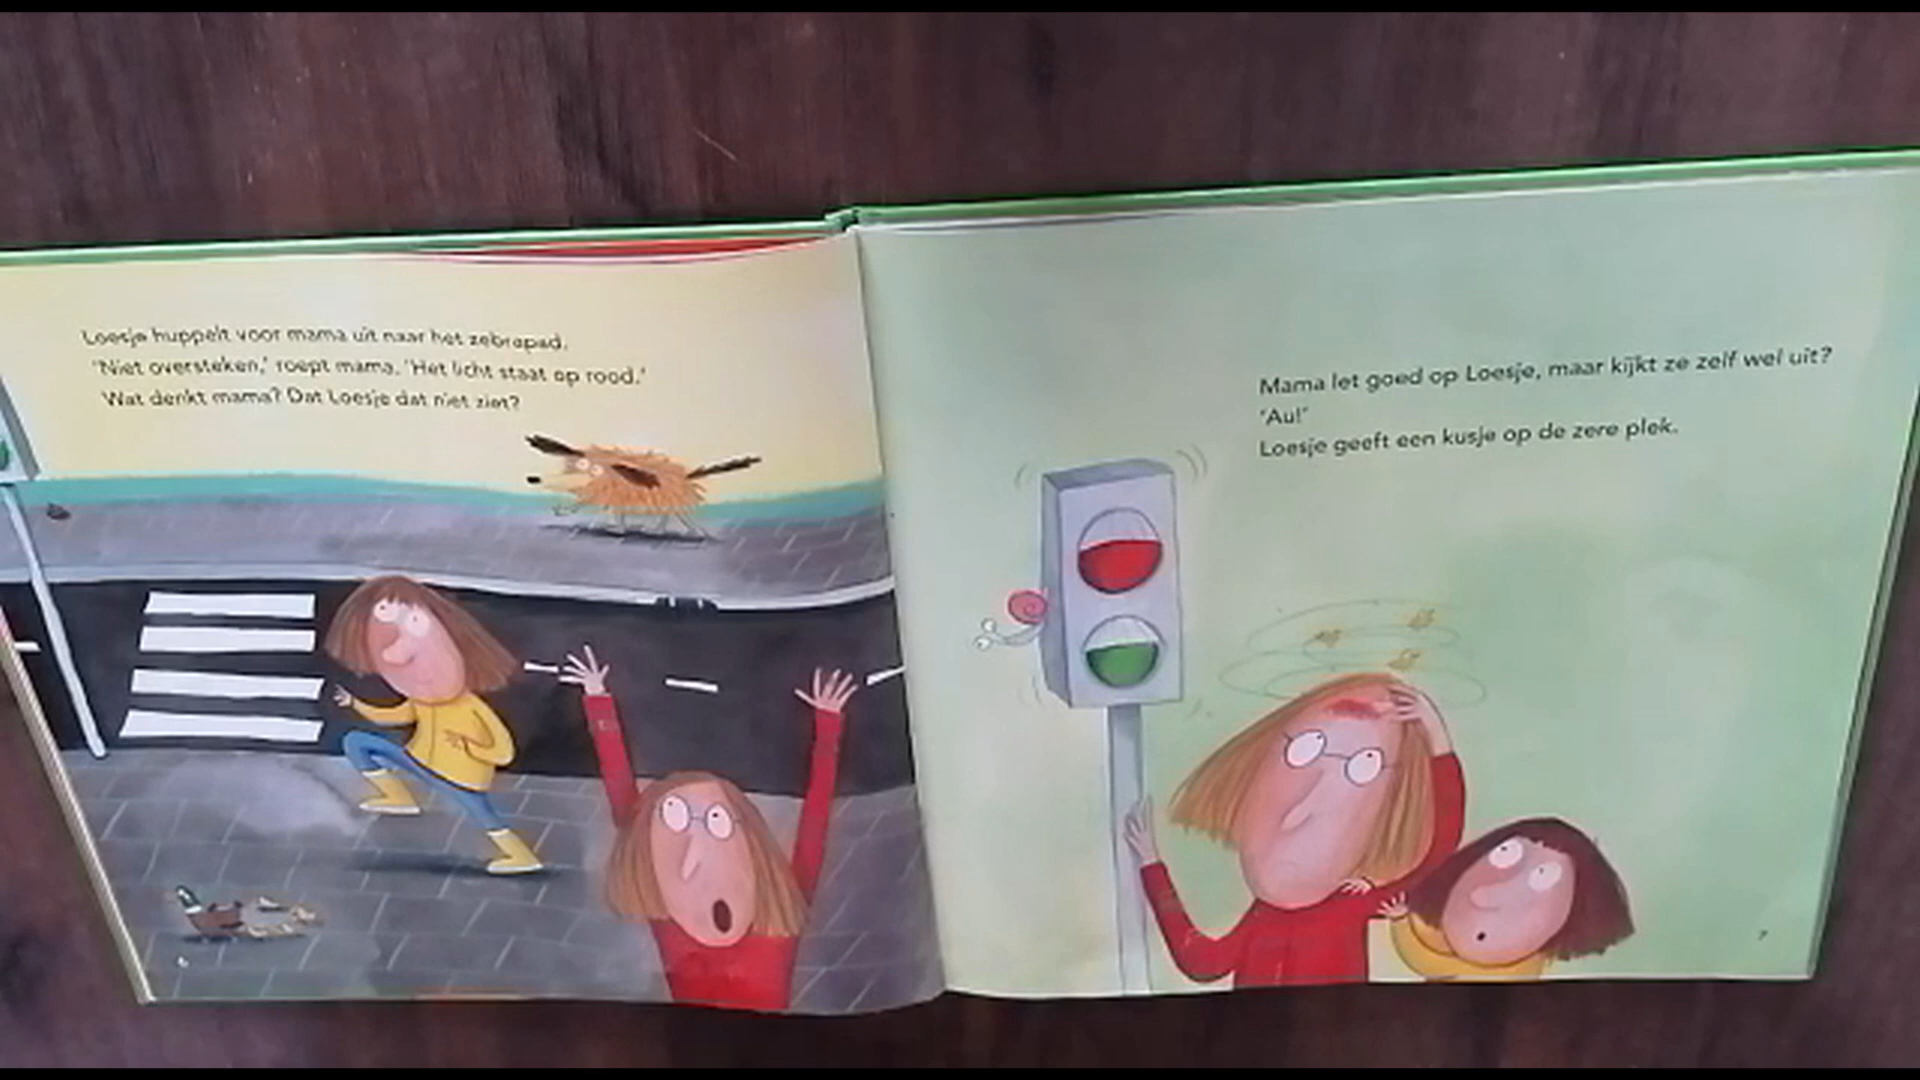 Loesje huppelt voor mama uit naar het zebrapad.
'Niet oversteken,' roept mama. 'Het licht staat op rood.'
Wat denkt mama? Dat Loesje dat niet ziet?
Mama let goed op Loesje, maar kijkt ze zelf wel uit?
'Au!'
Loesje geeft een kusje op de zere plek.
7